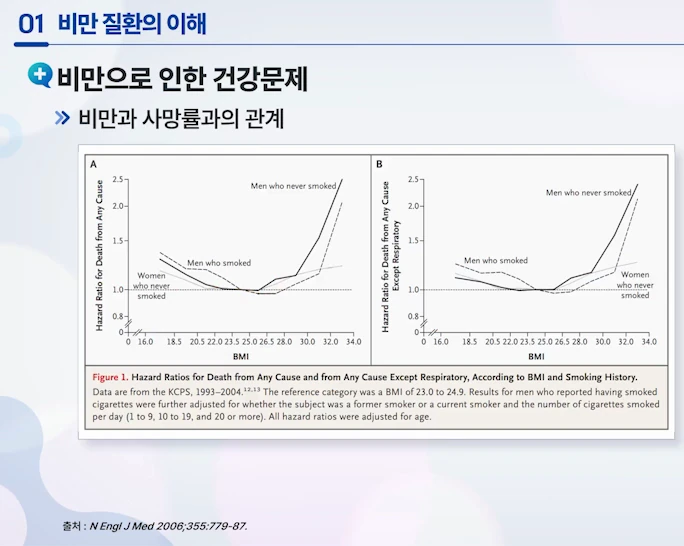 01 비만 질환의 이해
비만으로 인한 건강문제
비만과 사망률과의 관계
A
Hazard Ratio for Death from Any Cause
2.5
2.0
1.5
1.0
0.8
0
Men who never smoked
Men who smoked
Women
who never
smoked
0 16.0 18.5 20.5 22.0 23.5 25.0 26.5 28.0 30.0 32.0 34.0
BMI
B
Hazard Ratio for Death from Any Cause
Except Respiratory
2.5
2.0
1.5
1.0
0.8
0
Men who never smoked
Men who smoked
Women
who never
smoked
0 16.0 18.5 20.5 22.0 23.5 25.0 26.5 28.0 30.0 32.0 34.0
BMI
Figure 1. Hazard Ratios for Death from Any Cause and from Any Cause Except Respiratory, According to BMI and Smoking History.
Data are from the KCPS, 1993–2004.12,13 The reference category was a BMI of 23.0 to 24.9. Results for men who reported having smoked
cigarettes were further adjusted for whether the subject was a former smoker or a current smoker and the number of cigarettes smoked
per day (1 to 9, 10 to 19, and 20 or more). All hazard ratios were adjusted for age.
출처 : N Engl J Med 2006;355:779-87.